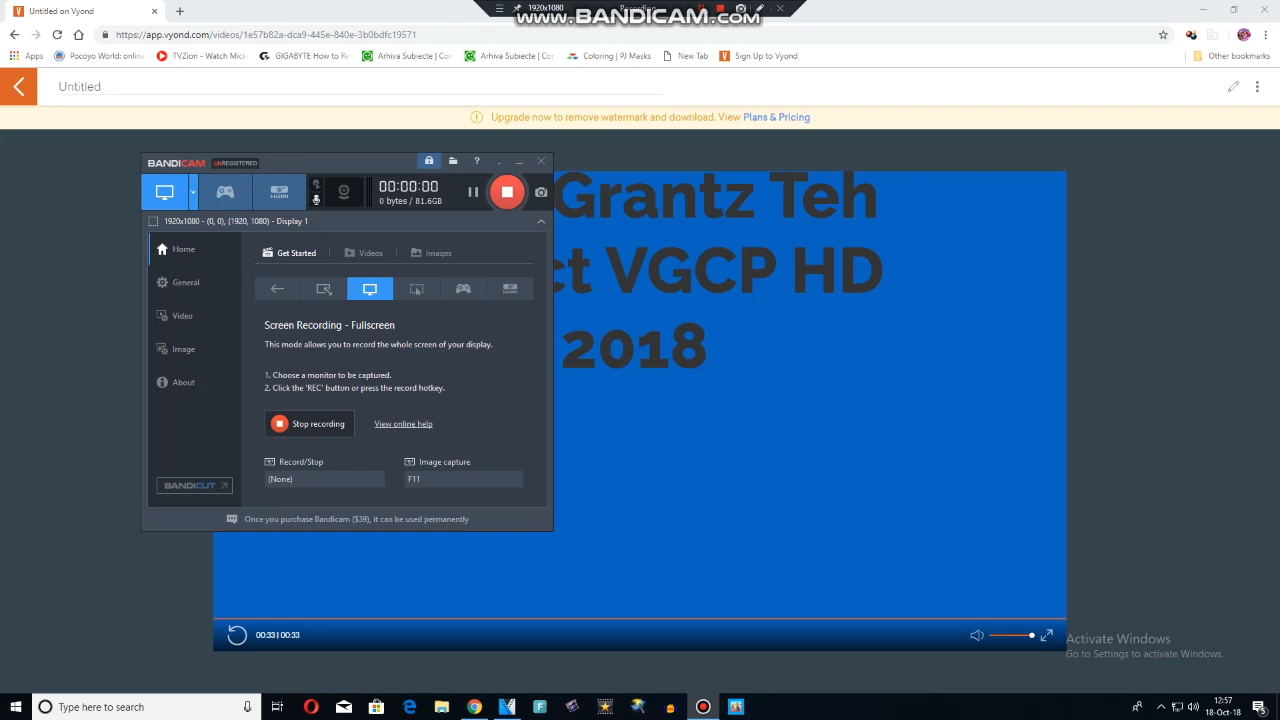 Untitled on Vyond
1920x1080
Recording
www.BANDICAM.com
https://app.vyond.com/videos/1e57b82a-dca9-445e-840e-3b0bdfc19571
Apps
Pocoyo World: online
TVZion - Watch Mick
GIGABYTE How to Re
Arhiva Subiecte | Con
Arhiva Subiecte | Con
Coloring | PJ Masks
New Tab
Sign Up to Vyond
Other bookmarks
Untitled
Upgrade now to remove watermark and download. View Plans & Pricing
BANDICAM UNREGISTERED
HDMI
00:00:00
0 bytes / 81.6GB
1920x1080 - (0, 0), (1920, 1080) - Display 1
Home
General
Video
Image
About
BANDICUT
Get Started
Videos
Images
Screen Recording - Fullscreen
This mode allows you to record the whole screen of your display.
1. Choose a monitor to be captured.
2. Click the 'REC' button or press the record hotkey.
Stop recording
View online help
Record/Stop
(None)
Image capture
F11
Once you purchase Bandicam ($39), it can be used permanently
Grantz Teh
ct VGCP HD
2018
00:33 | 00:33
Activate Windows
Go to Settings to activate Windows.
Type here to search
12:57
18-Oct-18